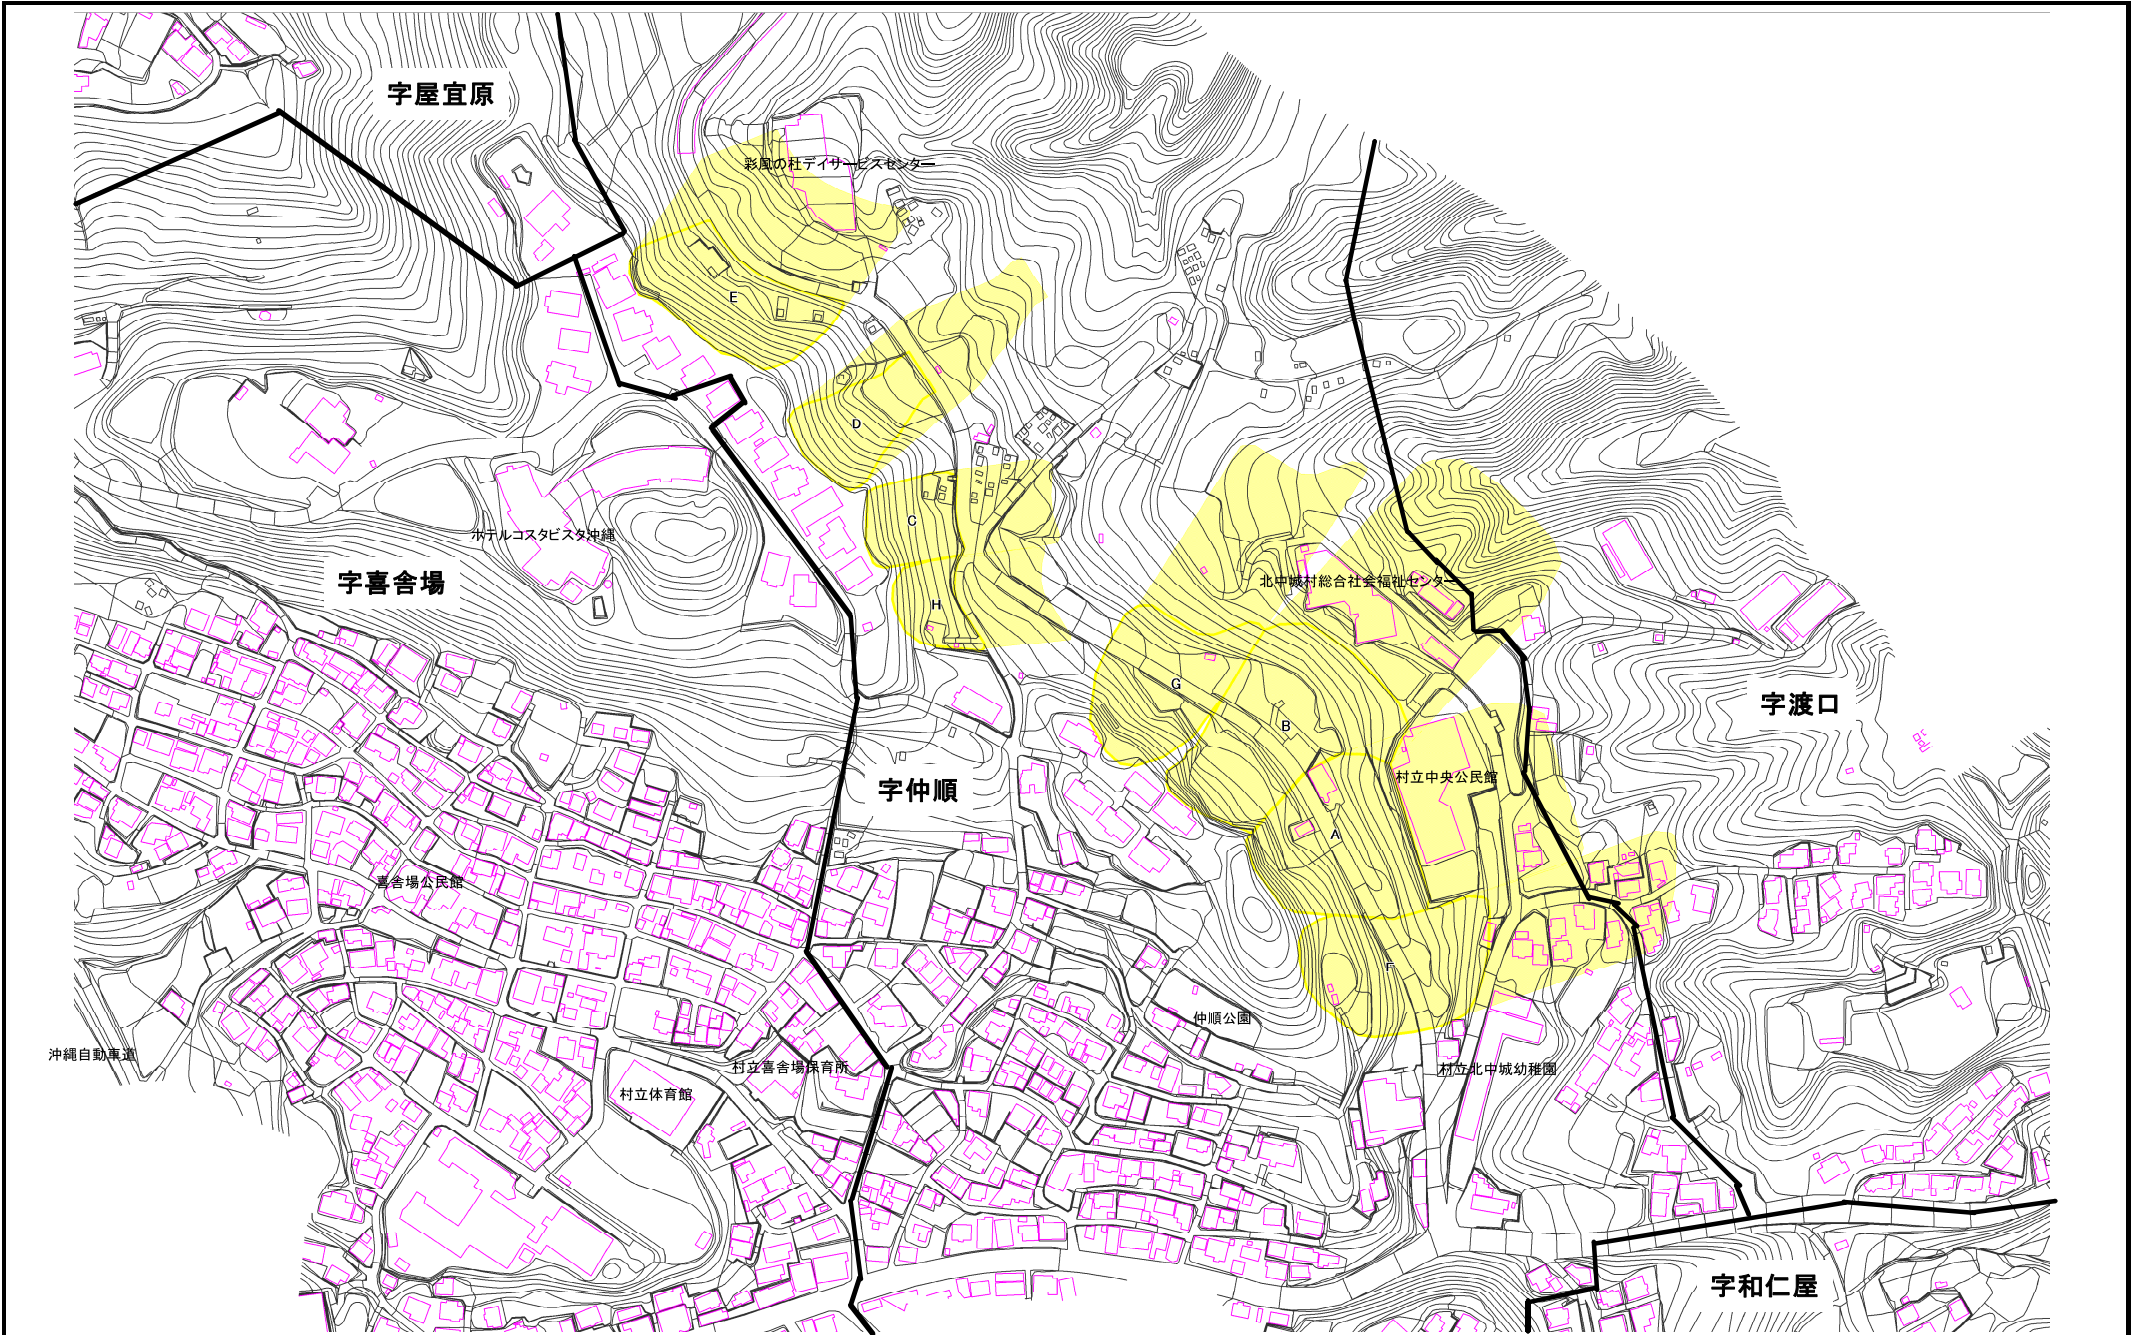 字屋宜原
彩風の杜デイサービスセンター
E
D
C
ホテルコスタビスタ沖縄
字喜舎場
H
北中城村総合社会福祉センター
G
B
字渡口
村立中央公民館
字仲順
A
喜舎場公民館
F
仲順公園
沖縄自動車道
村立喜舎場保育所
村立北中城幼稚園
村立体育館
字和仁屋